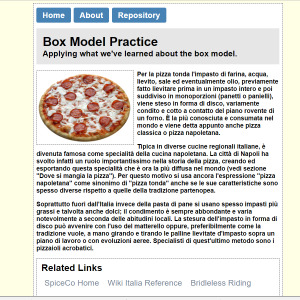 Home About Repository
Box Model Practice
Applying what we've learned about the box model.
Per la pizza tonda l'impasto di farina, acqua,
lievito, sale ed eventualmente olio, previamente
fatto lievitare prima in un impasto intero e poi
suddiviso in monoporzioni (panetti o panielli),
viene steso in forma di disco, variamente
condito e cotto a contatto del piano rovente di
un forno. È la più conosciuta e consumata nel
mondo e viene detta appunto anche pizza
classica o pizza napoletana.
Tipica in diverse cucine regionali italiane, è
divenuta famosa come specialità della cucina napoletana. La città di Napoli ha
svolto infatti un ruolo importantissimo nella storia della pizza, creando ed
esportando questa specialità che è ora la più diffusa nel mondo (vedi sezione
"Dove si mangia la pizza"). Per questo motivo si usa ancora l'espressione "pizza
napoletana" come sinonimo di "pizza tonda" anche se le sue caratteristiche sono
spesso diverse rispetto a quelle della tradizione partenopea.
Soprattutto fuori dall'Italia invece della pasta di pane si usano spesso impasti più
grassi e talvolta anche dolci; il condimento è sempre abbondante e varia
notevolmente a seconda delle abitudini locali. La stesura dell'impasto in forma di
disco può avvenire con l'uso del matterello oppure, preferibilmente come la
tradizione vuole, a mano girando e tirando le palline lievitate d'impasto sopra un
piano di lavoro o con evoluzioni aeree. Specialisti di quest'ultimo metodo sono i
pizzaioli acrobatici.
Related Links
SpiceCo Home Wiki Italia Reference Bridleless Riding